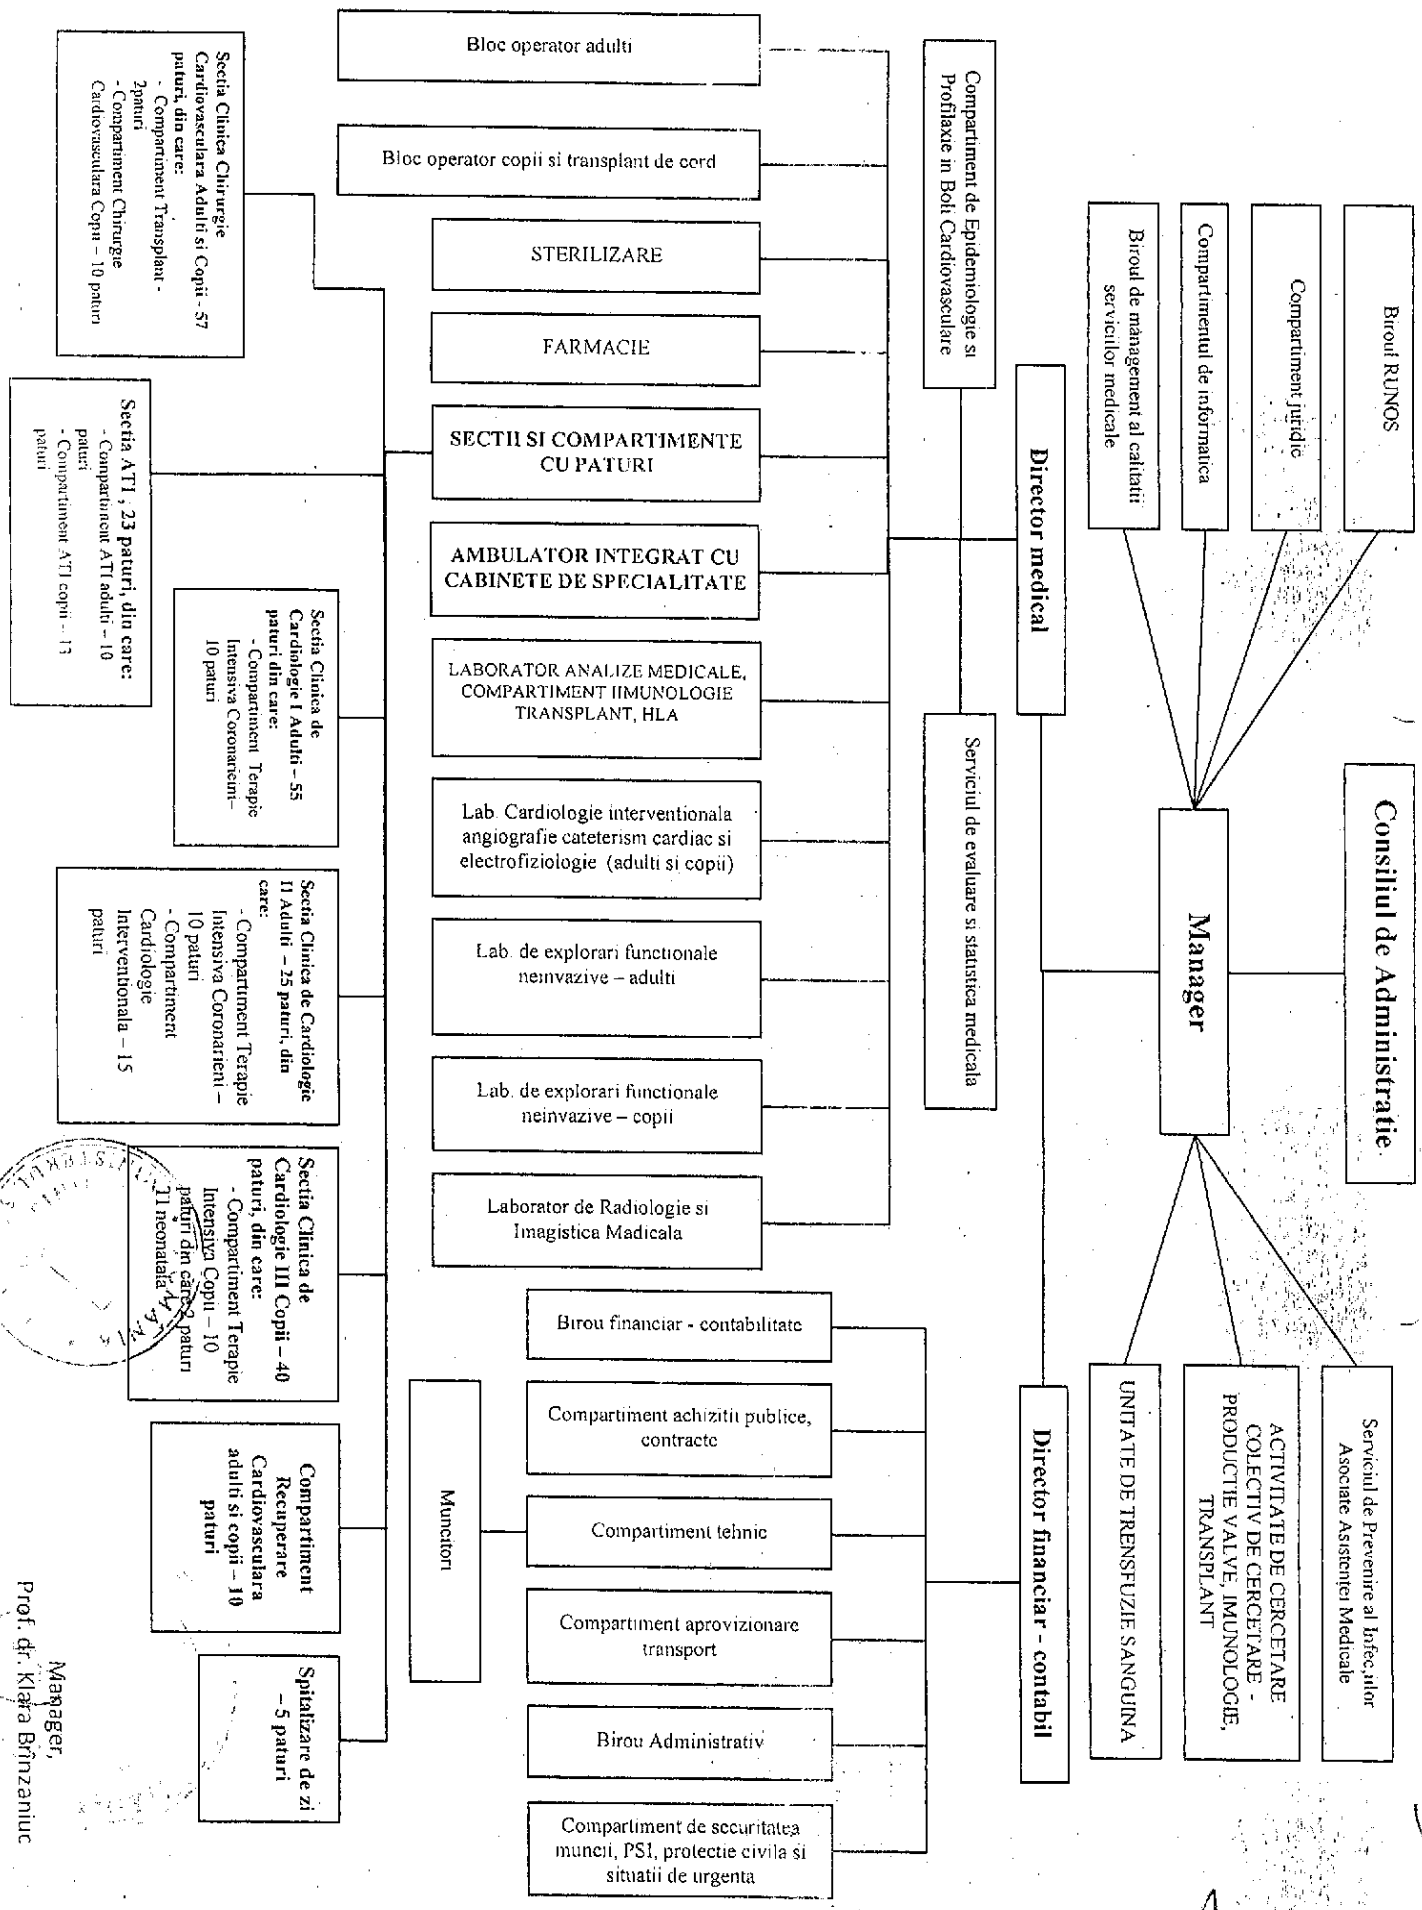 Consiliul de Administratie
Manager
Biroul RUNOS
Compartiment juridic
Compartimentul de informatica
Biroul de management al calitatii
serviciilor medicale
Serviciul de Prevenire al Infecţiilor
Asociate Asistenţei Medicale
ACTIVITATE DE CERCETARE
COLECTIV DE CERCETARE -
PRODUCTIE VALVE, IMUNOLOGIE,
TRANSPLANT
UNITATE DE TRENSFUZIE SANGUINA
Director medical
Director financiar - contabil
Compartiment de Epidemiologie si
Profilaxie in Boli Cardiovasculare
Serviciul de evaluare si statistica medicala
Bloc operator adulti
Bloc operator copii si transplant de cord
STERILIZARE
FARMACIE
SECTII SI COMPARTIMENTE
CU PATURI
AMBULATOR INTEGRAT CU
CABINETE DE SPECIALITATE
LABORATOR ANALIZE MEDICALE,
COMPARTIMENT IIMUNOLOGIE
TRANSPLANT, HLA
Lab. Cardiologie interventionala
angiografie cateterism cardiac si
electrofiziologie (adulti si copii)
Lab. de explorari functionale
neinvazive – adulti
Lab. de explorari functionale
neinvazive – copii
Laborator de Radiologie si
Imagistica Madicala
Birou financiar - contabilitate
Compartiment achizitii publice,
contracte
Compartiment tehnic
Compartiment aprovizionare
transport
Birou Administrativ
Compartiment de securitatea
muncii, PSI, protectie civila si
situatii de urgenta
Muncitori
Sectia Clinica Chirurgie
Cardiovasculara Adulti si Copii - 57
paturi, din care:
- Compartiment Transplant -
2paturi
- Compartiment Chirurgie
Cardiovasculara Copii – 10 paturi
Sectia ATI , 23 paturi, din care:
- Compartiment ATI adulti – 10
paturi
- Compartiment ATI copii – 13
paturi
Sectia Clinica de
Cardiologie I Adulti – 55
paturi din care:
- Compartiment Terapie
Intensiva Coronarieni–
10 paturi
Sectia Clinica de Cardiologie
II Adulti – 25 paturi, din
care:
- Compartiment Terapie
Intensiva Coronarieni –
10 paturi
- Compartiment
Cardiologie
Interventionala – 15
paturi
Sectia Clinica de
Cardiologie III Copii – 40
paturi, din care:
- Compartiment Terapie
Intensiva Copii – 10
paturi din care 2 paturi
TI neonatala
Compartiment
Recuperare
Cardiovasculara
adulti si copii – 10
paturi
Spitalizare de zi
– 5 paturi
Manager,
Prof. dr. Klara Brînzaniuc